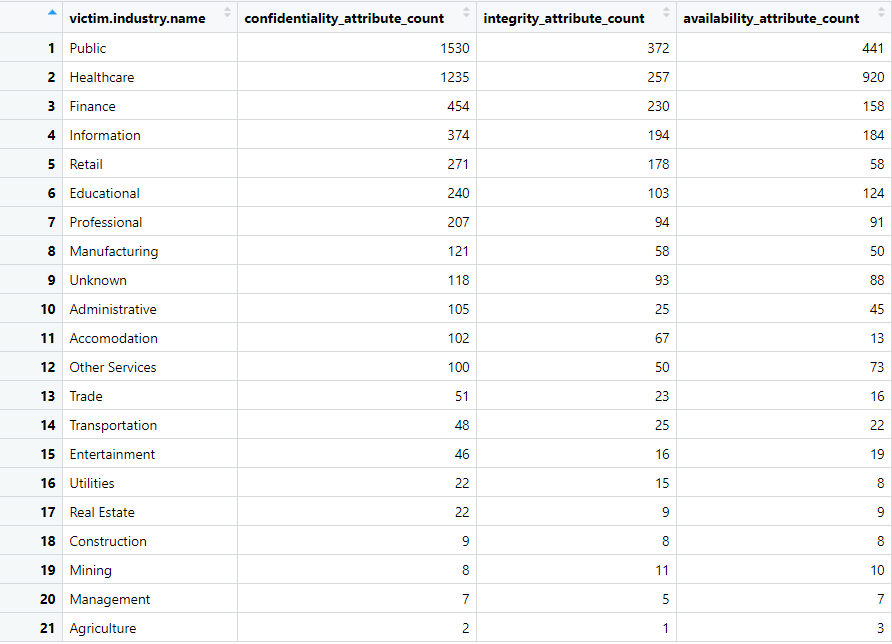 victim.industry.name confidentiality_attribute_count integrity_attribute_count availability_attribute_count
1 Public 1530 372 441
2 Healthcare 1235 257 920
3 Finance 454 230 158
4 Information 374 194 184
5 Retail 271 178 58
6 Educational 240 103 124
7 Professional 207 94 91
8 Manufacturing 121 58 50
9 Unknown 118 93 88
10 Administrative 105 25 45
11 Accomodation 102 67 13
12 Other Services 100 50 73
13 Trade 51 23 16
14 Transportation 48 25 22
15 Entertainment 46 16 19
16 Utilities 22 15 8
17 Real Estate 22 9 9
18 Construction 9 8 8
19 Mining 8 11 10
20 Management 7 5 7
21 Agriculture 2 1 3